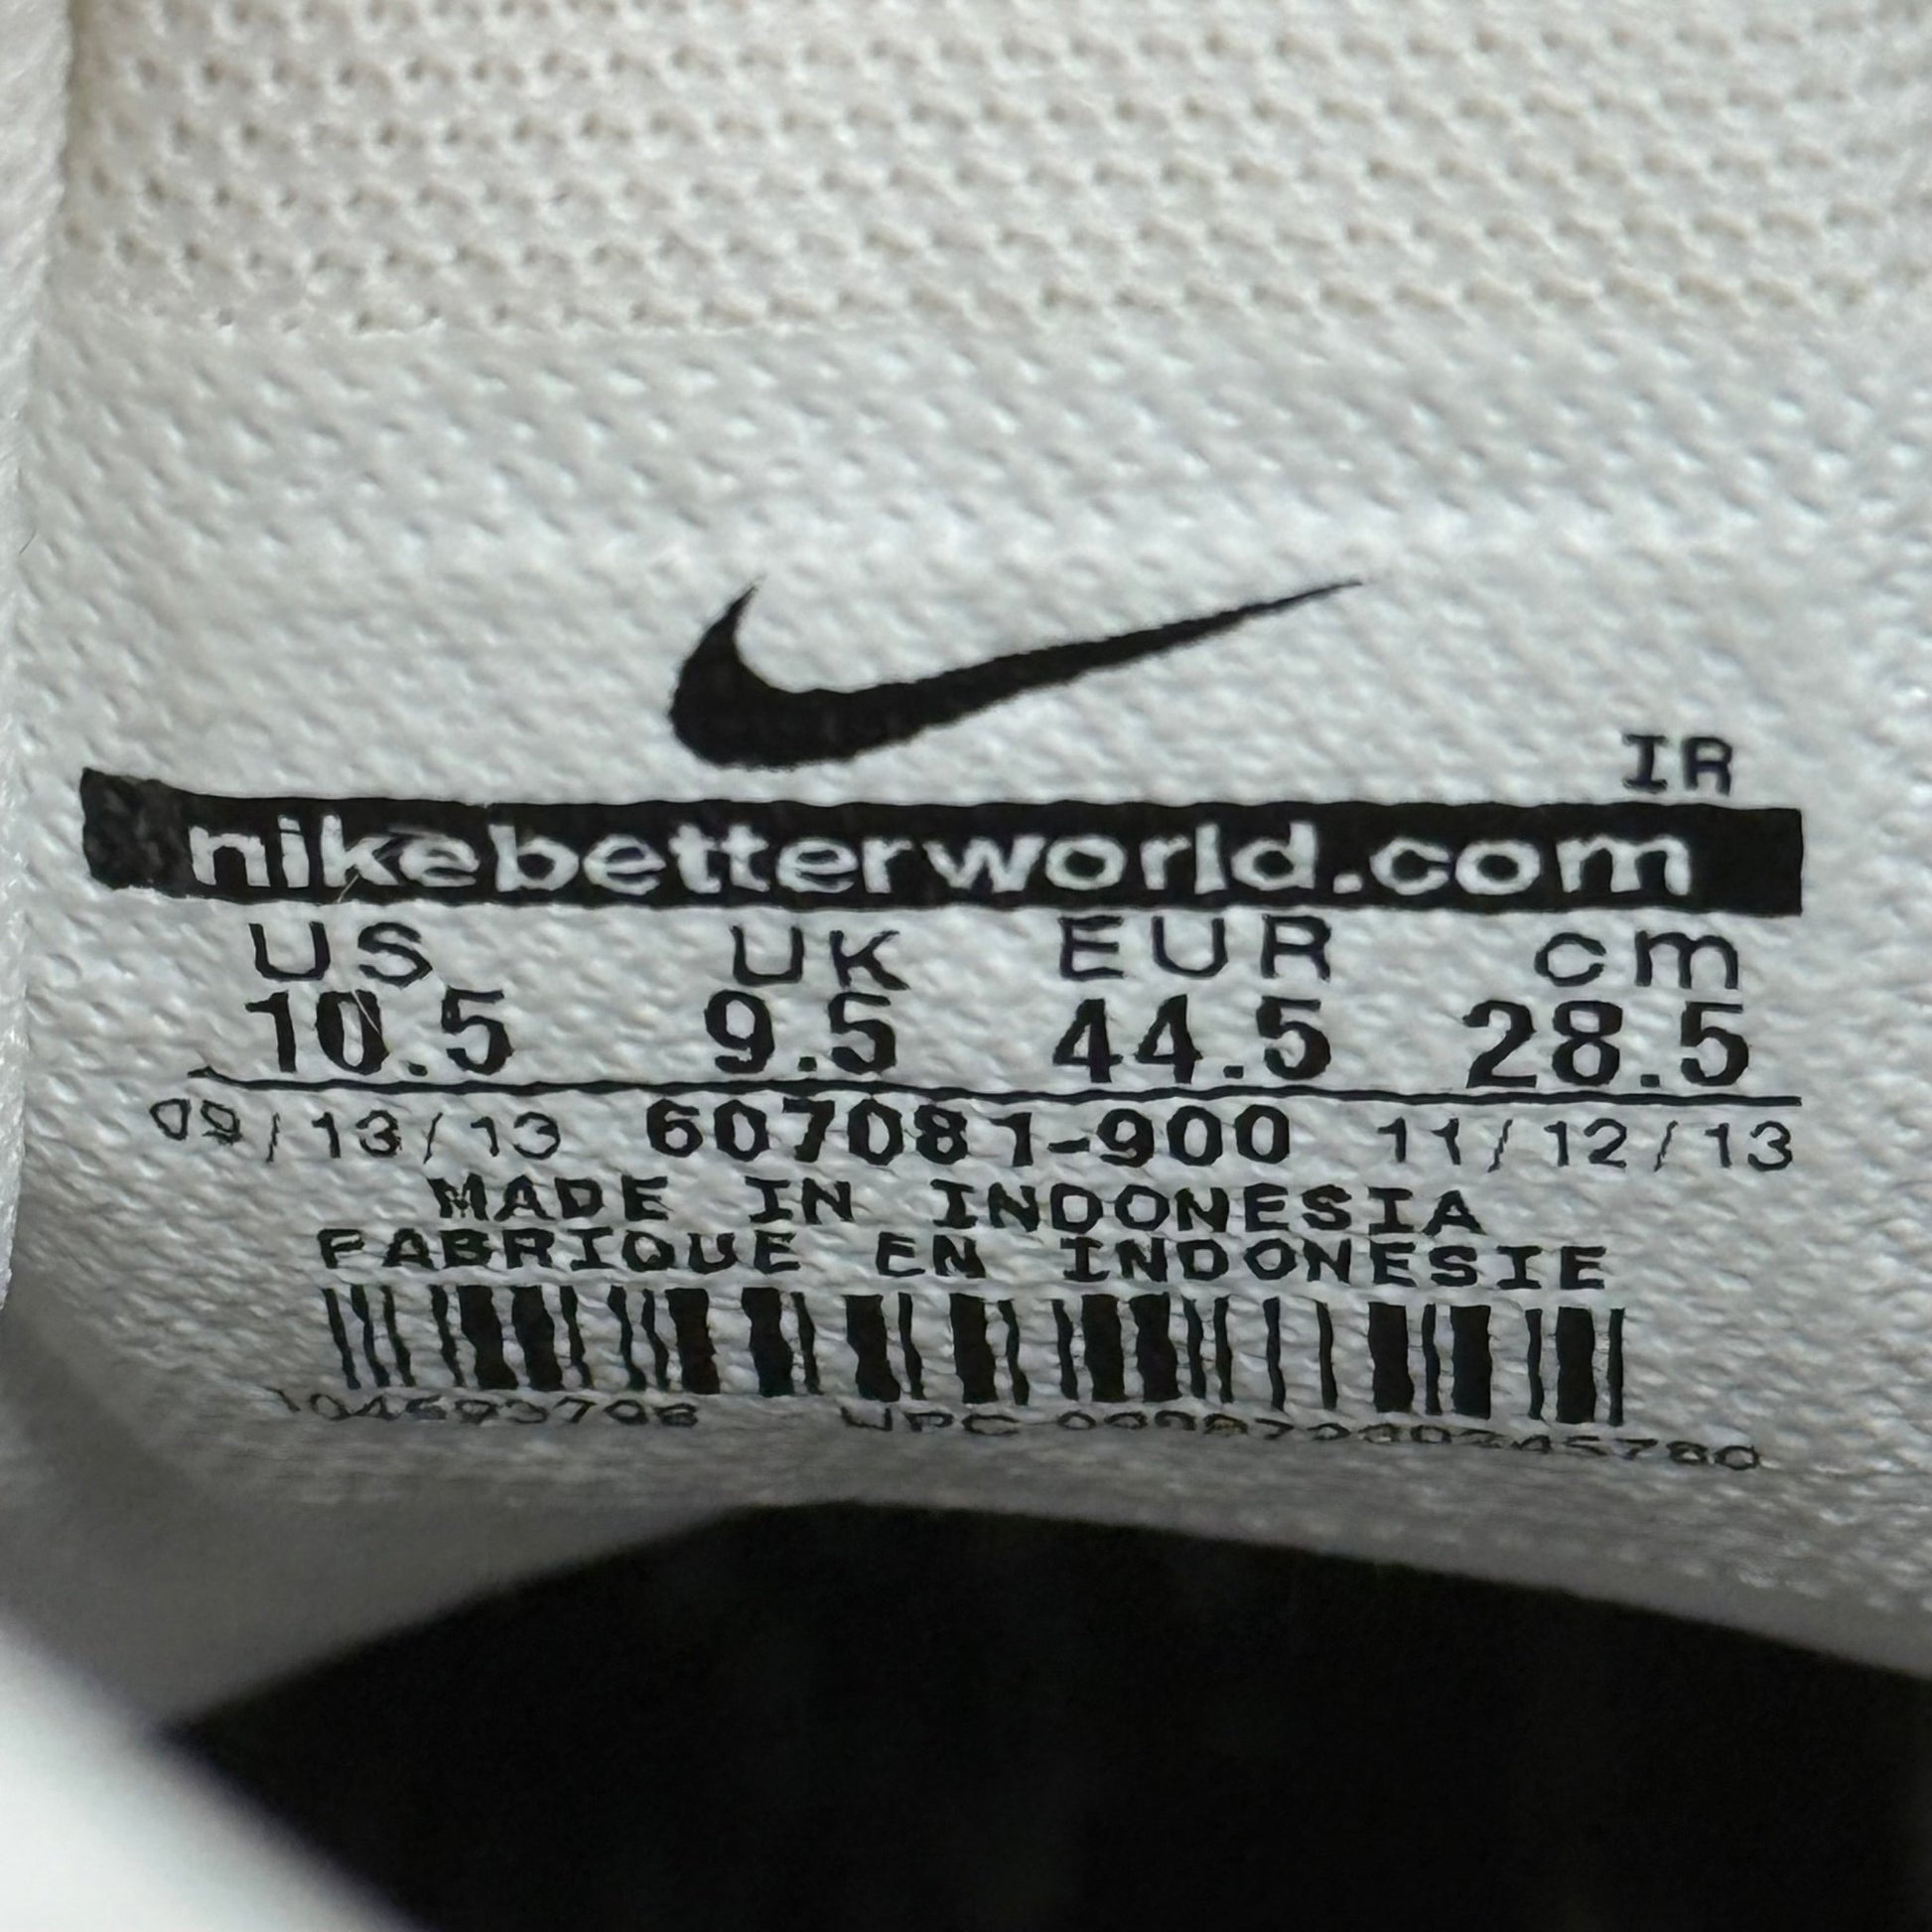 IR
nikebetterworld.com
US UK EUR cm
10.5 9.5 44.5 28.5
09/13/13 607081-900 11/12/13
MADE IN INDONESIA
FABRIQUE EN INDONESIE
UPC